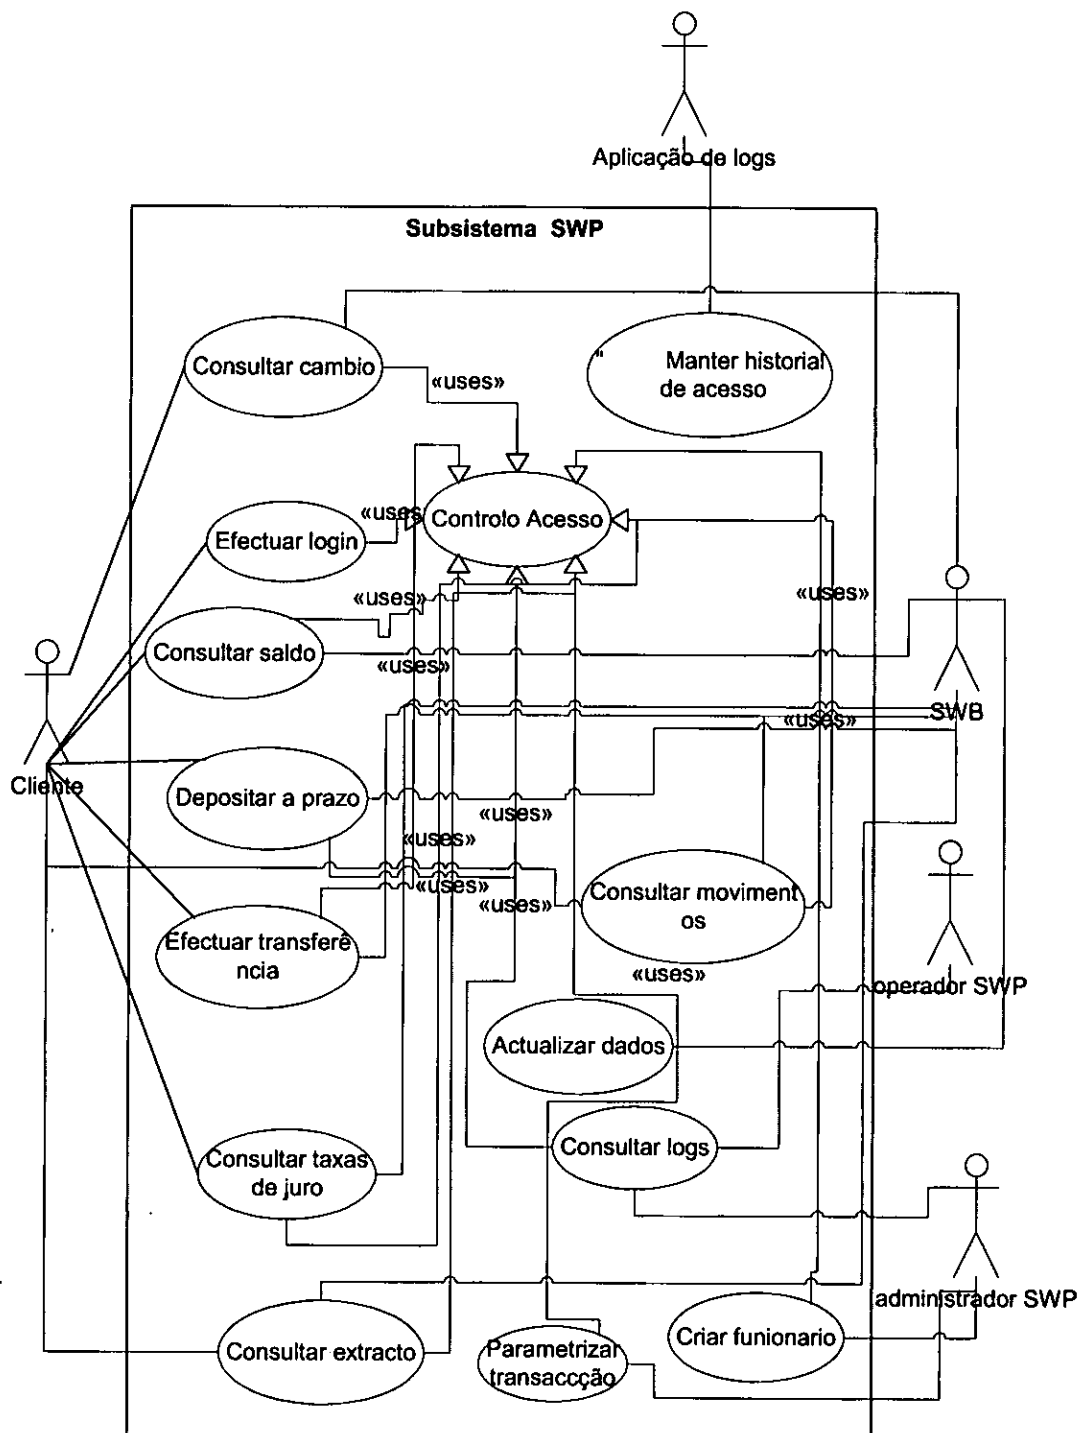 Aplicação de logs
Subsistema SWP
Consultar cambio
"
Manter historial
de acesso
«uses»
«uses»
Controlo Acesso
Efectuar login
«uses»
«uses»
Consultar saldo
«uses»
SWB
«uses»
Cliente
Depositar a prazo
«uses»
«uses»
«uses»
Consultar moviment
os
«uses»
Efectuar transferê
ncia
«uses»
operador SWP
Actualizar dados
Consultar logs
Consultar taxas
de juro
administrador SWP
Criar funionario
Consultar extracto
Parametrizar
transaccção